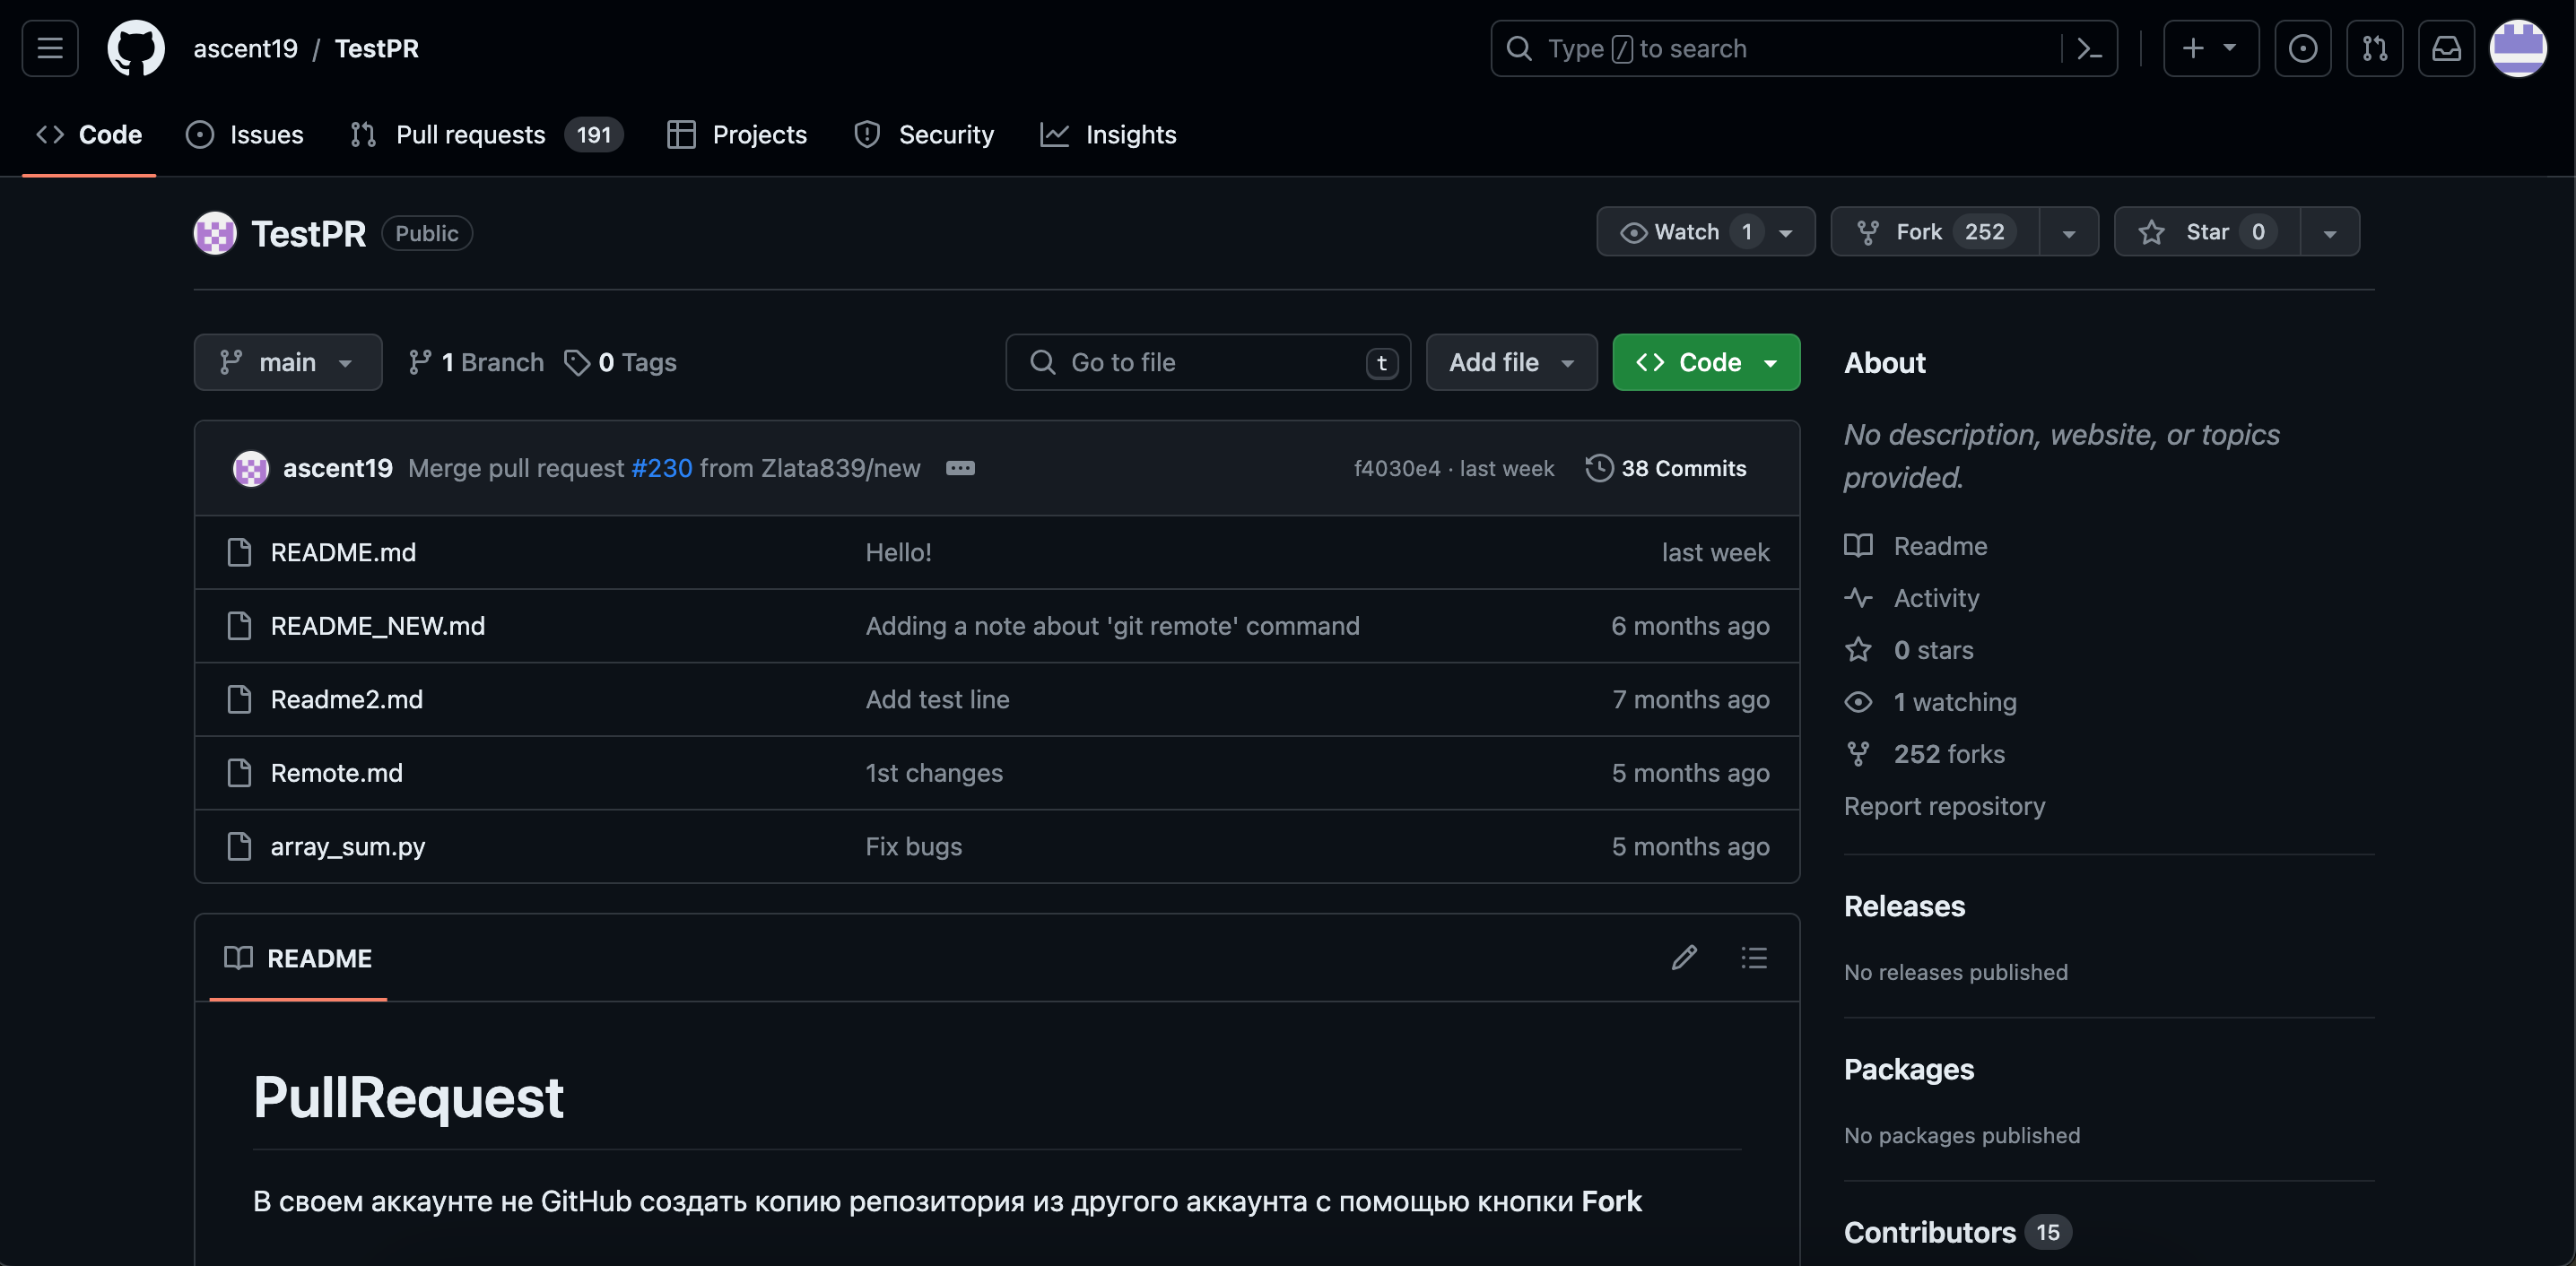 ascent19 / TestPR
Type / to search
Code Issues Pull requests 191 Projects Security Insights
TestPR Public
Watch 1 Fork 252 Star 0
main 1 Branch 0 Tags
Go to file t
Add file
Code
ascent19 Merge pull request #230 from Zlata839/new
f4030e4 · last week 38 Commits
README.md Hello! last week
README_NEW.md Adding a note about 'git remote' command 6 months ago
Readme2.md Add test line 7 months ago
Remote.md 1st changes 5 months ago
array_sum.py Fix bugs 5 months ago
README
PullRequest
В своем аккаунте не GitHub создать копию репозитория из другого аккаунта с помощью кнопки Fork
About
No description, website, or topics
provided.
Readme
Activity
0 stars
1 watching
252 forks
Report repository
Releases
No releases published
Packages
No packages published
Contributors 15